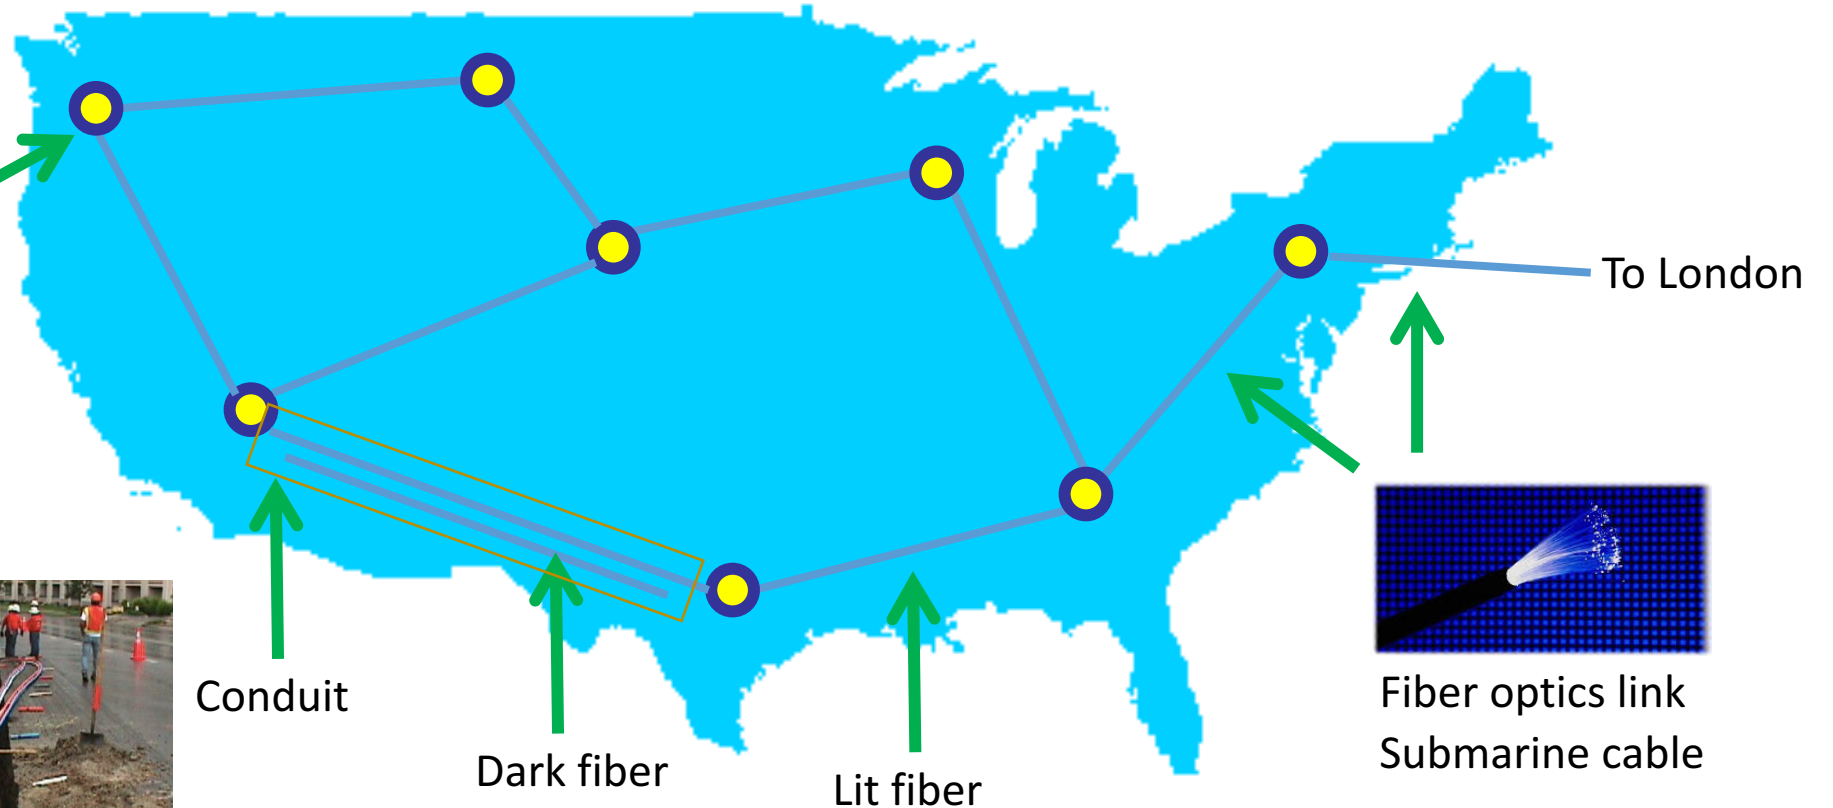 To London
Conduit
Dark fiber
Lit fiber
Fiber optics link
Submarine cable